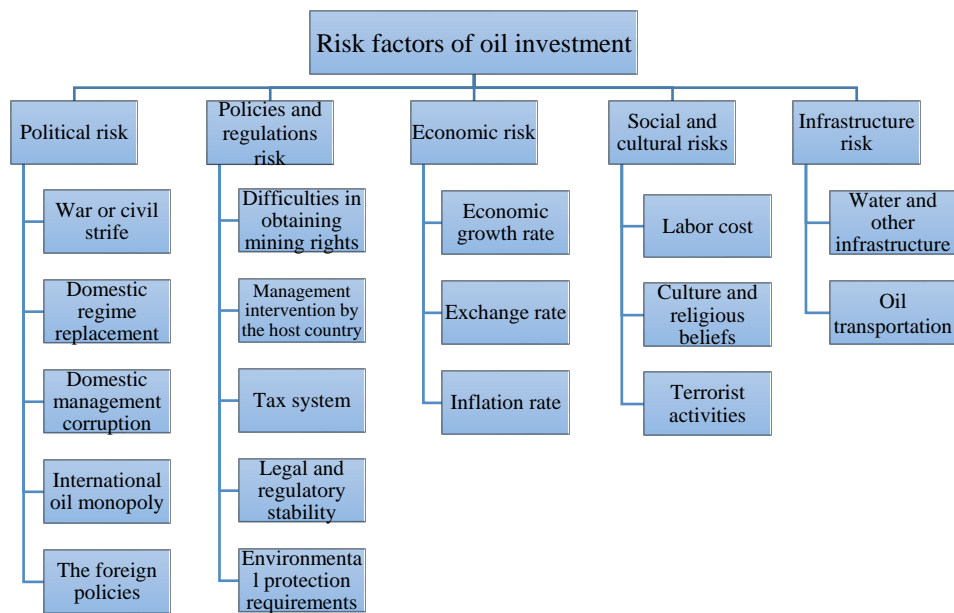 Risk factors of oil investment
Political risk
War or civil
strife
Domestic
regime
replacement
Domestic
management
corruption
International
oil monopoly
The foreign
policies
Policies and
regulations
risk
Difficulties in
obtaining
mining rights
Management
intervention by
the host country
Tax system
Legal and
regulatory
stability
Environmenta
l protection
requirements
Economic risk
Economic
growth rate
Exchange rate
Inflation rate
Social and
cultural risks
Labor cost
Culture and
religious
beliefs
Terrorist
activities
Infrastructure
risk
Water and
other
infrastructure
Oil
transportation